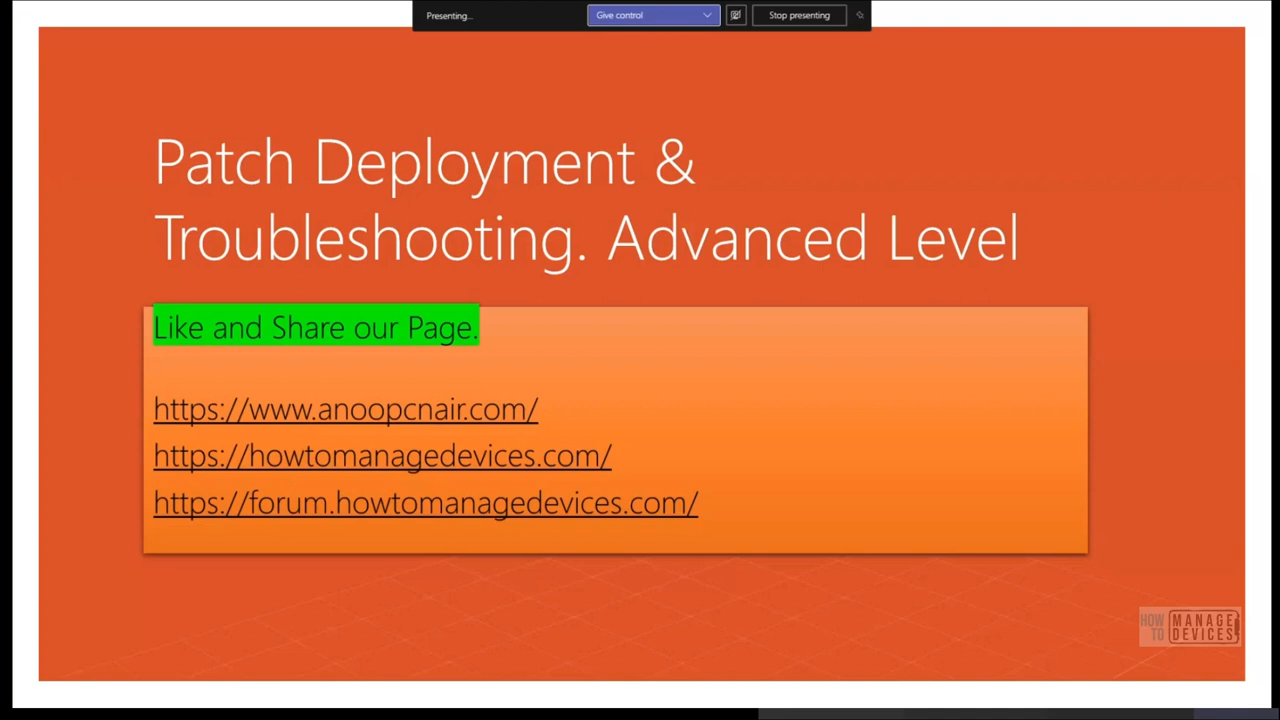 Presenting...
Give control
Stop presenting
Patch Deployment &
Troubleshooting. Advanced Level
Like and Share our Page.
https://www.anoopcnair.com/
https://howtomanagedevices.com/
https://forum.howtomanagedevices.com/
HOW TO
MANAGE
DEVICES